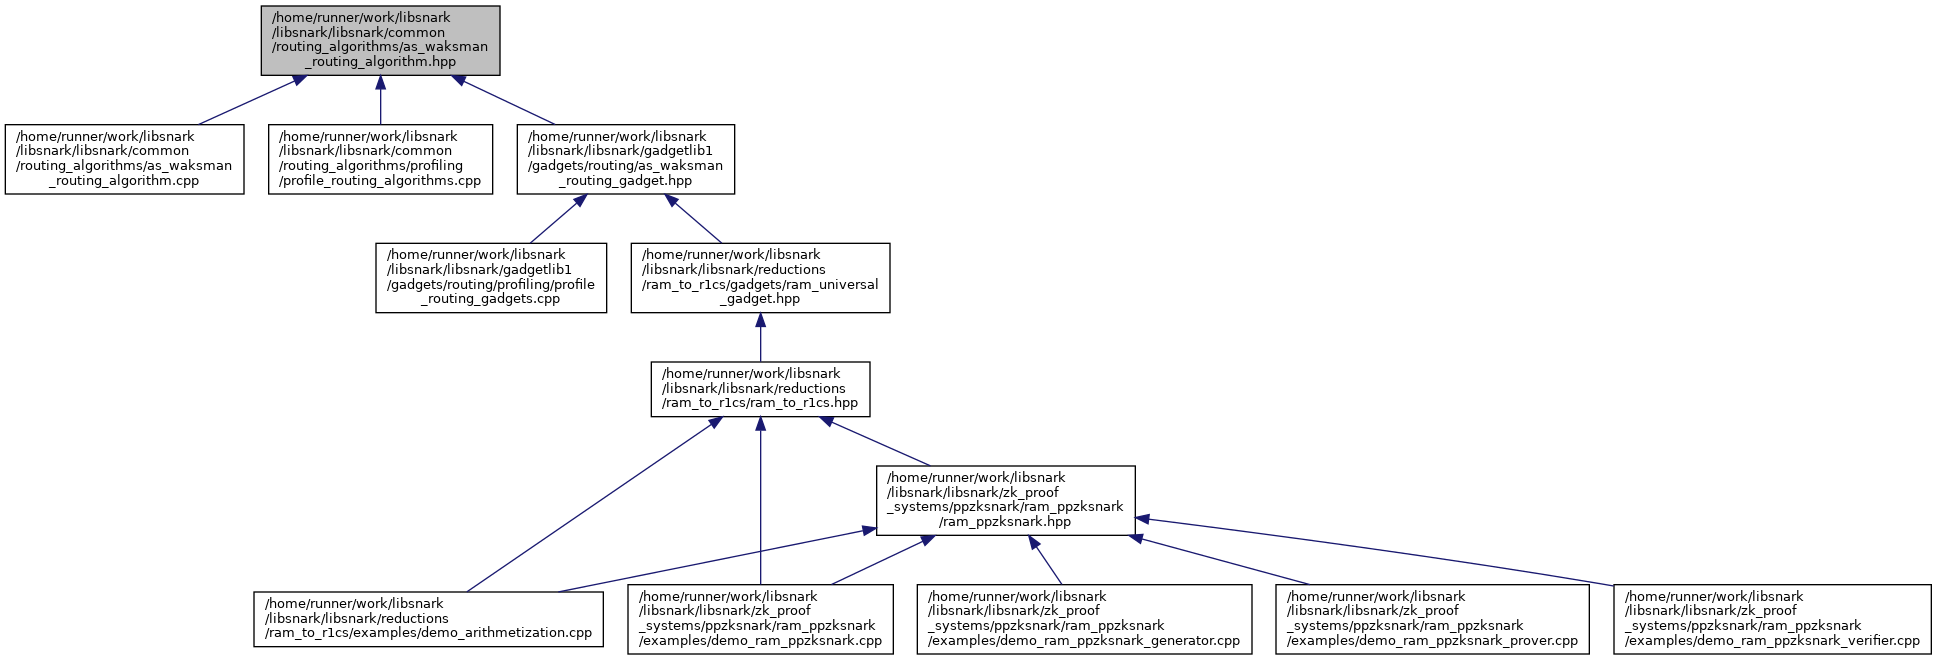 /home/runner/work/libsnark
/libsnark/libsnark/common
/routing_algorithms/as_waksman
_routing_algorithm.hpp
/home/runner/work/libsnark
/libsnark/libsnark/common
/routing_algorithms/as_waksman
_routing_algorithm.cpp
/home/runner/work/libsnark
/libsnark/libsnark/common
/routing_algorithms/profiling
/profile_routing_algorithms.cpp
/home/runner/work/libsnark
/libsnark/libsnark/gadgetlib1
/gadgets/routing/as_waksman
_routing_gadget.hpp
/home/runner/work/libsnark
/libsnark/libsnark/gadgetlib1
/gadgets/routing/profiling/profile
_routing_gadgets.cpp
/home/runner/work/libsnark
/libsnark/libsnark/reductions
/ram_to_r1cs/gadgets/ram_universal
_gadget.hpp
/home/runner/work/libsnark
/libsnark/libsnark/reductions
/ram_to_r1cs/ram_to_r1cs.hpp
/home/runner/work/libsnark
/libsnark/libsnark/zk_proof
_systems/ppzksnark/ram_ppzksnark
/ram_ppzksnark.hpp
/home/runner/work/libsnark
/libsnark/libsnark/reductions
/ram_to_r1cs/examples/demo_arithmetization.cpp
/home/runner/work/libsnark
/libsnark/libsnark/zk_proof
_systems/ppzksnark/ram_ppzksnark
/examples/demo_ram_ppzksnark.cpp
/home/runner/work/libsnark
/libsnark/libsnark/zk_proof
_systems/ppzksnark/ram_ppzksnark
/examples/demo_ram_ppzksnark_generator.cpp
/home/runner/work/libsnark
/libsnark/libsnark/zk_proof
_systems/ppzksnark/ram_ppzksnark
/examples/demo_ram_ppzksnark_prover.cpp
/home/runner/work/libsnark
/libsnark/libsnark/zk_proof
_systems/ppzksnark/ram_ppzksnark
/examples/demo_ram_ppzksnark_verifier.cpp